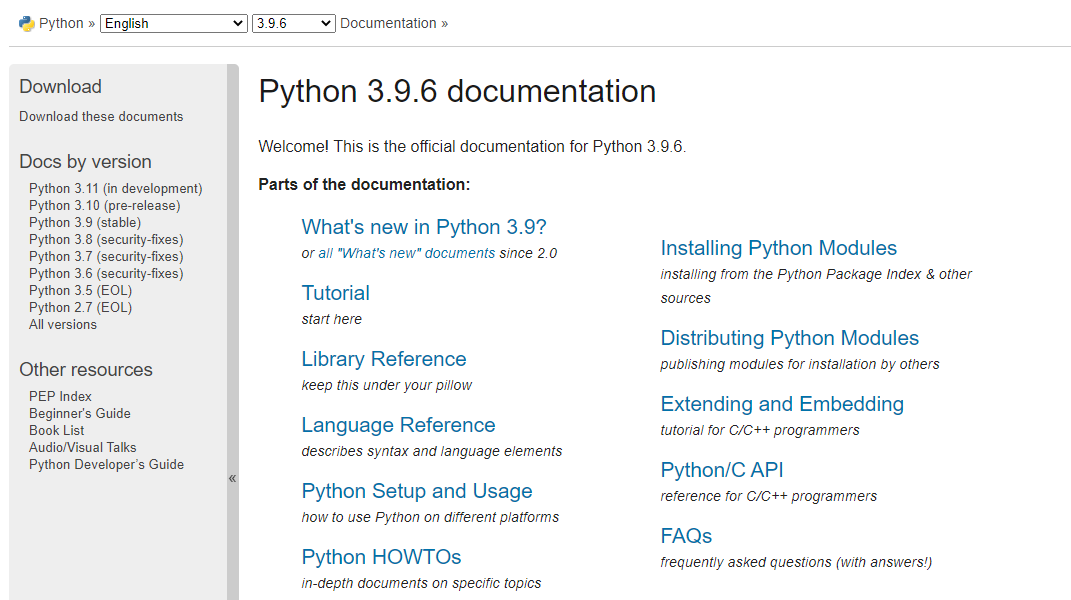 Python » English 3.9.6 Documentation »
Download
Download these documents
Docs by version
Python 3.11 (in development)
Python 3.10 (pre-release)
Python 3.9 (stable)
Python 3.8 (security-fixes)
Python 3.7 (security-fixes)
Python 3.6 (security-fixes)
Python 3.5 (EOL)
Python 2.7 (EOL)
All versions
Other resources
PEP Index
Beginner's Guide
Book List
Audio/Visual Talks
Python Developer's Guide
«
Python 3.9.6 documentation
Welcome! This is the official documentation for Python 3.9.6.
Parts of the documentation:
What's new in Python 3.9?
or all "What's new" documents since 2.0
Tutorial
start here
Library Reference
keep this under your pillow
Language Reference
describes syntax and language elements
Python Setup and Usage
how to use Python on different platforms
Python HOWTOs
in-depth documents on specific topics
Installing Python Modules
installing from the Python Package Index & other
sources
Distributing Python Modules
publishing modules for installation by others
Extending and Embedding
tutorial for C/C++ programmers
Python/C API
reference for C/C++ programmers
FAQs
frequently asked questions (with answers!)